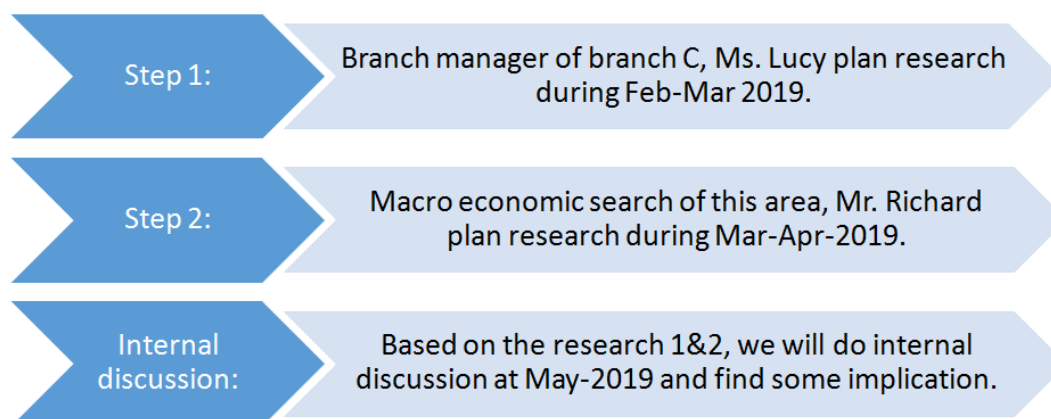 Step 1:
Branch manager of branch C, Ms. Lucy plan research
during Feb-Mar 2019.
Step 2:
Macro economic search of this area, Mr. Richard
plan research during Mar-Apr-2019.
Internal
discussion:
Based on the research 1&2, we will do internal
discussion at May-2019 and find some implication.